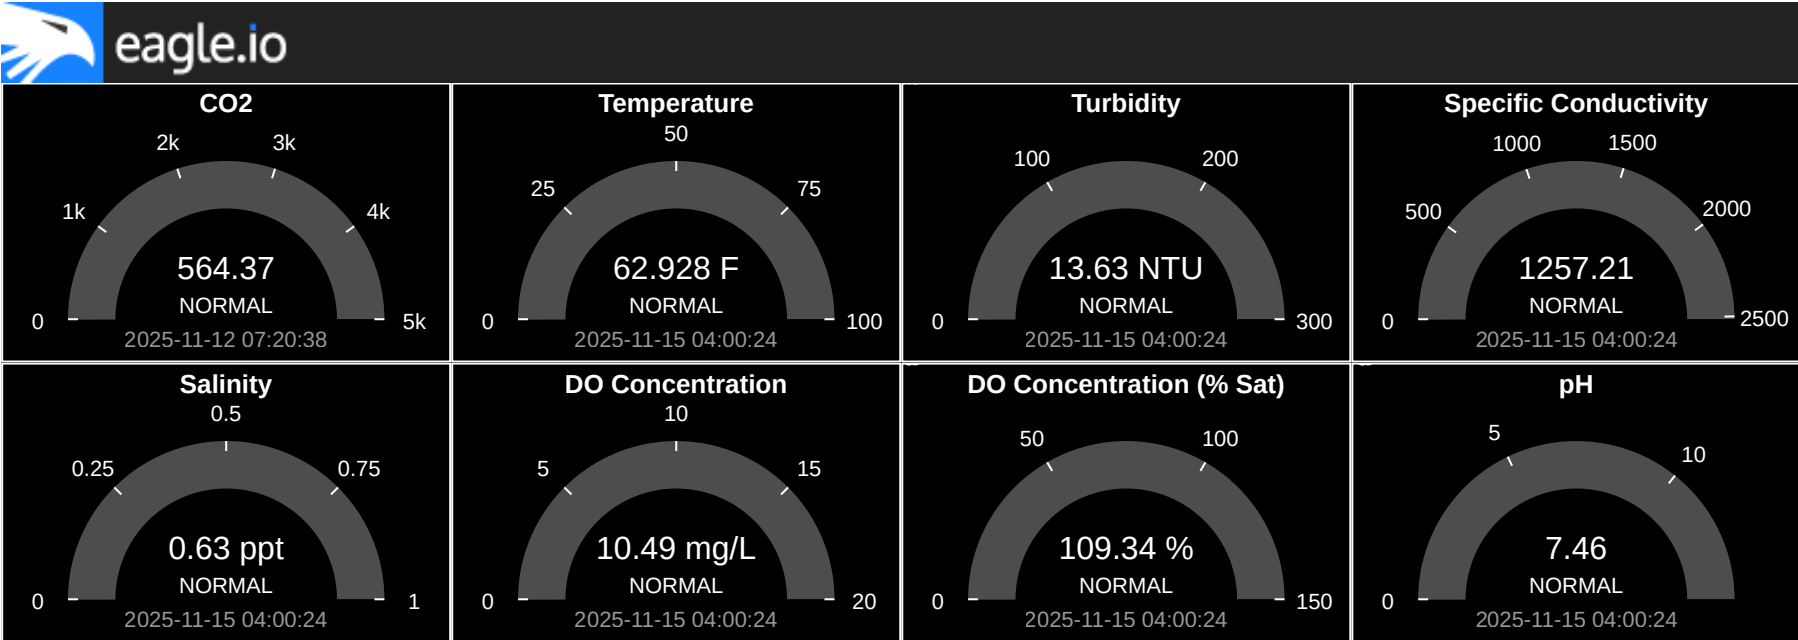 eagle.io
CO2
2k
3k
1k
4k
564.37
NORMAL
0
5k
2025-11-12 07:20:38
Temperature
50
25
75
62.928 F
NORMAL
0
100
2025-11-15 04:00:24
Turbidity
100
200
13.63 NTU
NORMAL
0
300
2025-11-15 04:00:24
Specific Conductivity
1000
1500
500
2000
1257.21
NORMAL
0
2500
2025-11-15 04:00:24
Salinity
0.5
0.25
0.75
0.63 ppt
NORMAL
0
1
2025-11-15 04:00:24
DO Concentration
10
5
15
10.49 mg/L
NORMAL
0
20
2025-11-15 04:00:24
DO Concentration (% Sat)
50
100
109.34 %
NORMAL
0
150
2025-11-15 04:00:24
pH
5
10
7.46
NORMAL
0
2025-11-15 04:00:24